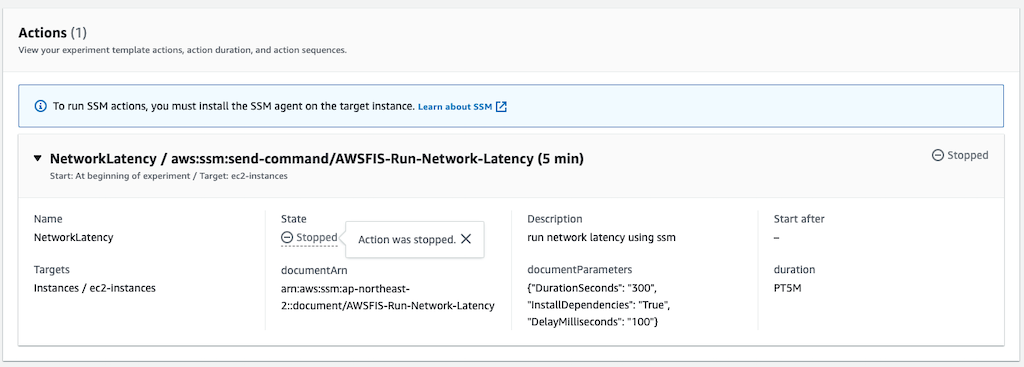 Actions (1)
View your experiment template actions, action duration, and action sequences.
To run SSM actions, you must install the SSM agent on the target instance. Learn about SSM
NetworkLatency / aws:ssm:send-command/AWSFIS-Run-Network-Latency (5 min)
Stopped
Start: At beginning of experiment / Target: ec2-instances
Name
NetworkLatency
State
Stopped
Action was stopped.
Description
run network latency using ssm
Start after
–
Targets
Instances / ec2-instances
documentArn
arn:aws:ssm:ap-northeast-
2::document/AWSFIS-Run-Network-Latency
documentParameters
{"DurationSeconds": "300",
"InstallDependencies": "True",
"DelayMilliseconds": "100"}
duration
PT5M